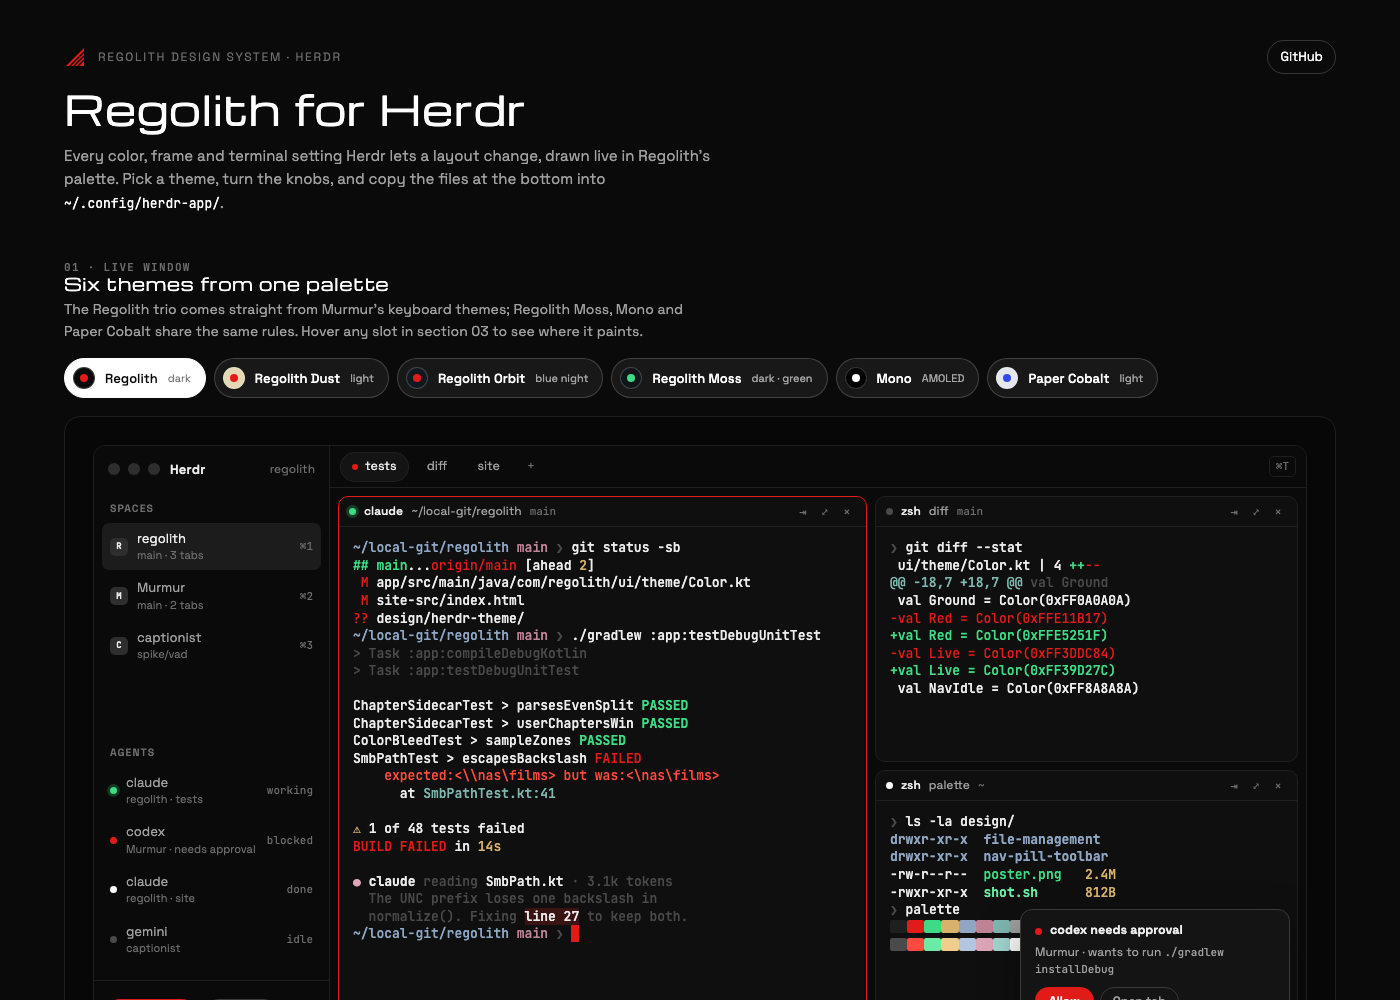 REGOLITH DESIGN SYSTEM · HERDR
GitHub
Regolith for Herdr
Every color, frame and terminal setting Herdr lets a layout change, drawn live in Regolith's
palette. Pick a theme, turn the knobs, and copy the files at the bottom into
~/.config/herdr-app/.
01 · LIVE WINDOW
Six themes from one palette
The Regolith trio comes straight from Murmur's keyboard themes; Regolith Moss, Mono and
Paper Cobalt share the same rules. Hover any slot in section 03 to see where it paints.
Regolith dark
Regolith Dust light
Regolith Orbit blue night
Regolith Moss dark · green
Mono AMOLED
Paper Cobalt light
Herdr regolith
SPACES
R regolith ⌘1
main · 3 tabs
M Murmur ⌘2
main · 2 tabs
C captionist ⌘3
spike/vad
AGENTS
claude working
regolith · tests
codex blocked
Murmur · needs approval
claude done
regolith · site
gemini idle
captionist
tests diff site + ⌘T
claude ~/local-git/regolith main
~/local-git/regolith main ❯ git status -sb
## main...origin/main [ahead 2]
M app/src/main/java/com/regolith/ui/theme/Color.kt
M site-src/index.html
?? design/herdr-theme/
~/local-git/regolith main ❯ ./gradlew :app:testDebugUnitTest
> Task :app:compileDebugKotlin
> Task :app:testDebugUnitTest
ChapterSidecarTest > parsesEvenSplit PASSED
ChapterSidecarTest > userChaptersWin PASSED
ColorBleedTest > sampleZones PASSED
SmbPathTest > escapesBackslash FAILED
expected:<\\nas\films> but was:<\nas\films>
at SmbPathTest.kt:41
⚠ 1 of 48 tests failed
BUILD FAILED in 14s
● claude reading SmbPath.kt · 3.1k tokens
The UNC prefix loses one backslash in
normalize(). Fixing line 27 to keep both.
~/local-git/regolith main ❯
zsh diff main
❯ git diff --stat
ui/theme/Color.kt | 4 ++--
@@ -18,7 +18,7 @@ val Ground
val Ground = Color(0xFF0A0A0A)
-val Red = Color(0xFFE11B17)
+val Red = Color(0xFFE5251F)
-val Live = Color(0xFF3DDC84)
+val Live = Color(0xFF39D27C)
val NavIdle = Color(0xFF8A8A8A)
zsh palette ~
❯ ls -la design/
drwxr-xr-x file-management
drwxr-xr-x nav-pill-toolbar
-rw-r--r-- poster.png 2.4M
-rwxr-xr-x shot.sh 812B
❯ palette
codex needs approval
Murmur · wants to run ./gradlew
installDebug
Allow Open tab